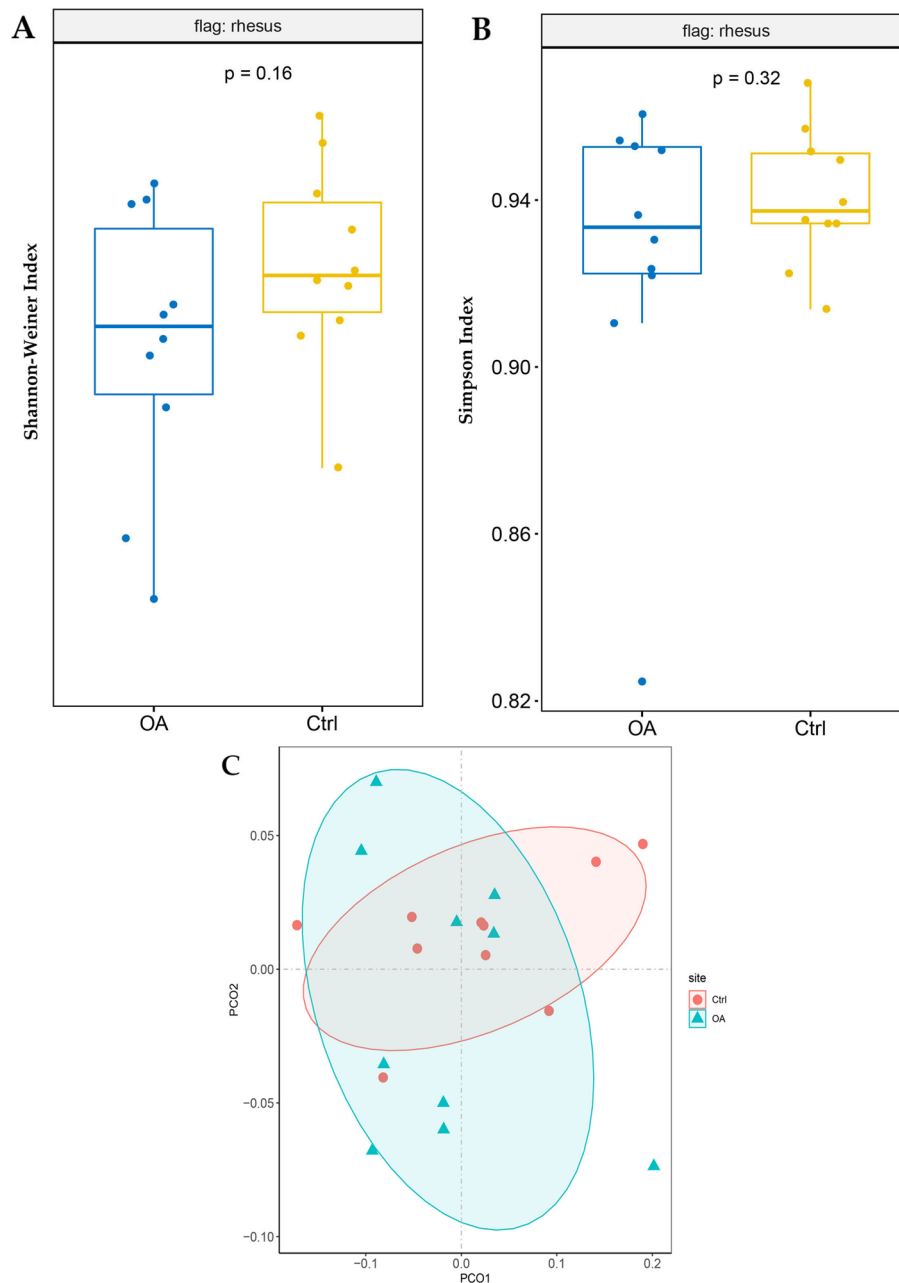 A
flag: rhesus
p = 0.16
Shannon-Weiner Index
OA
Ctrl
B
flag: rhesus
p = 0.32
Simpson Index
0.94
0.90
0.86
0.82
OA
Ctrl
C
PCO2
0.05
0.00
−0.05
−0.10
−0.1
0.0
0.1
0.2
PCO1
site
Ctrl
OA